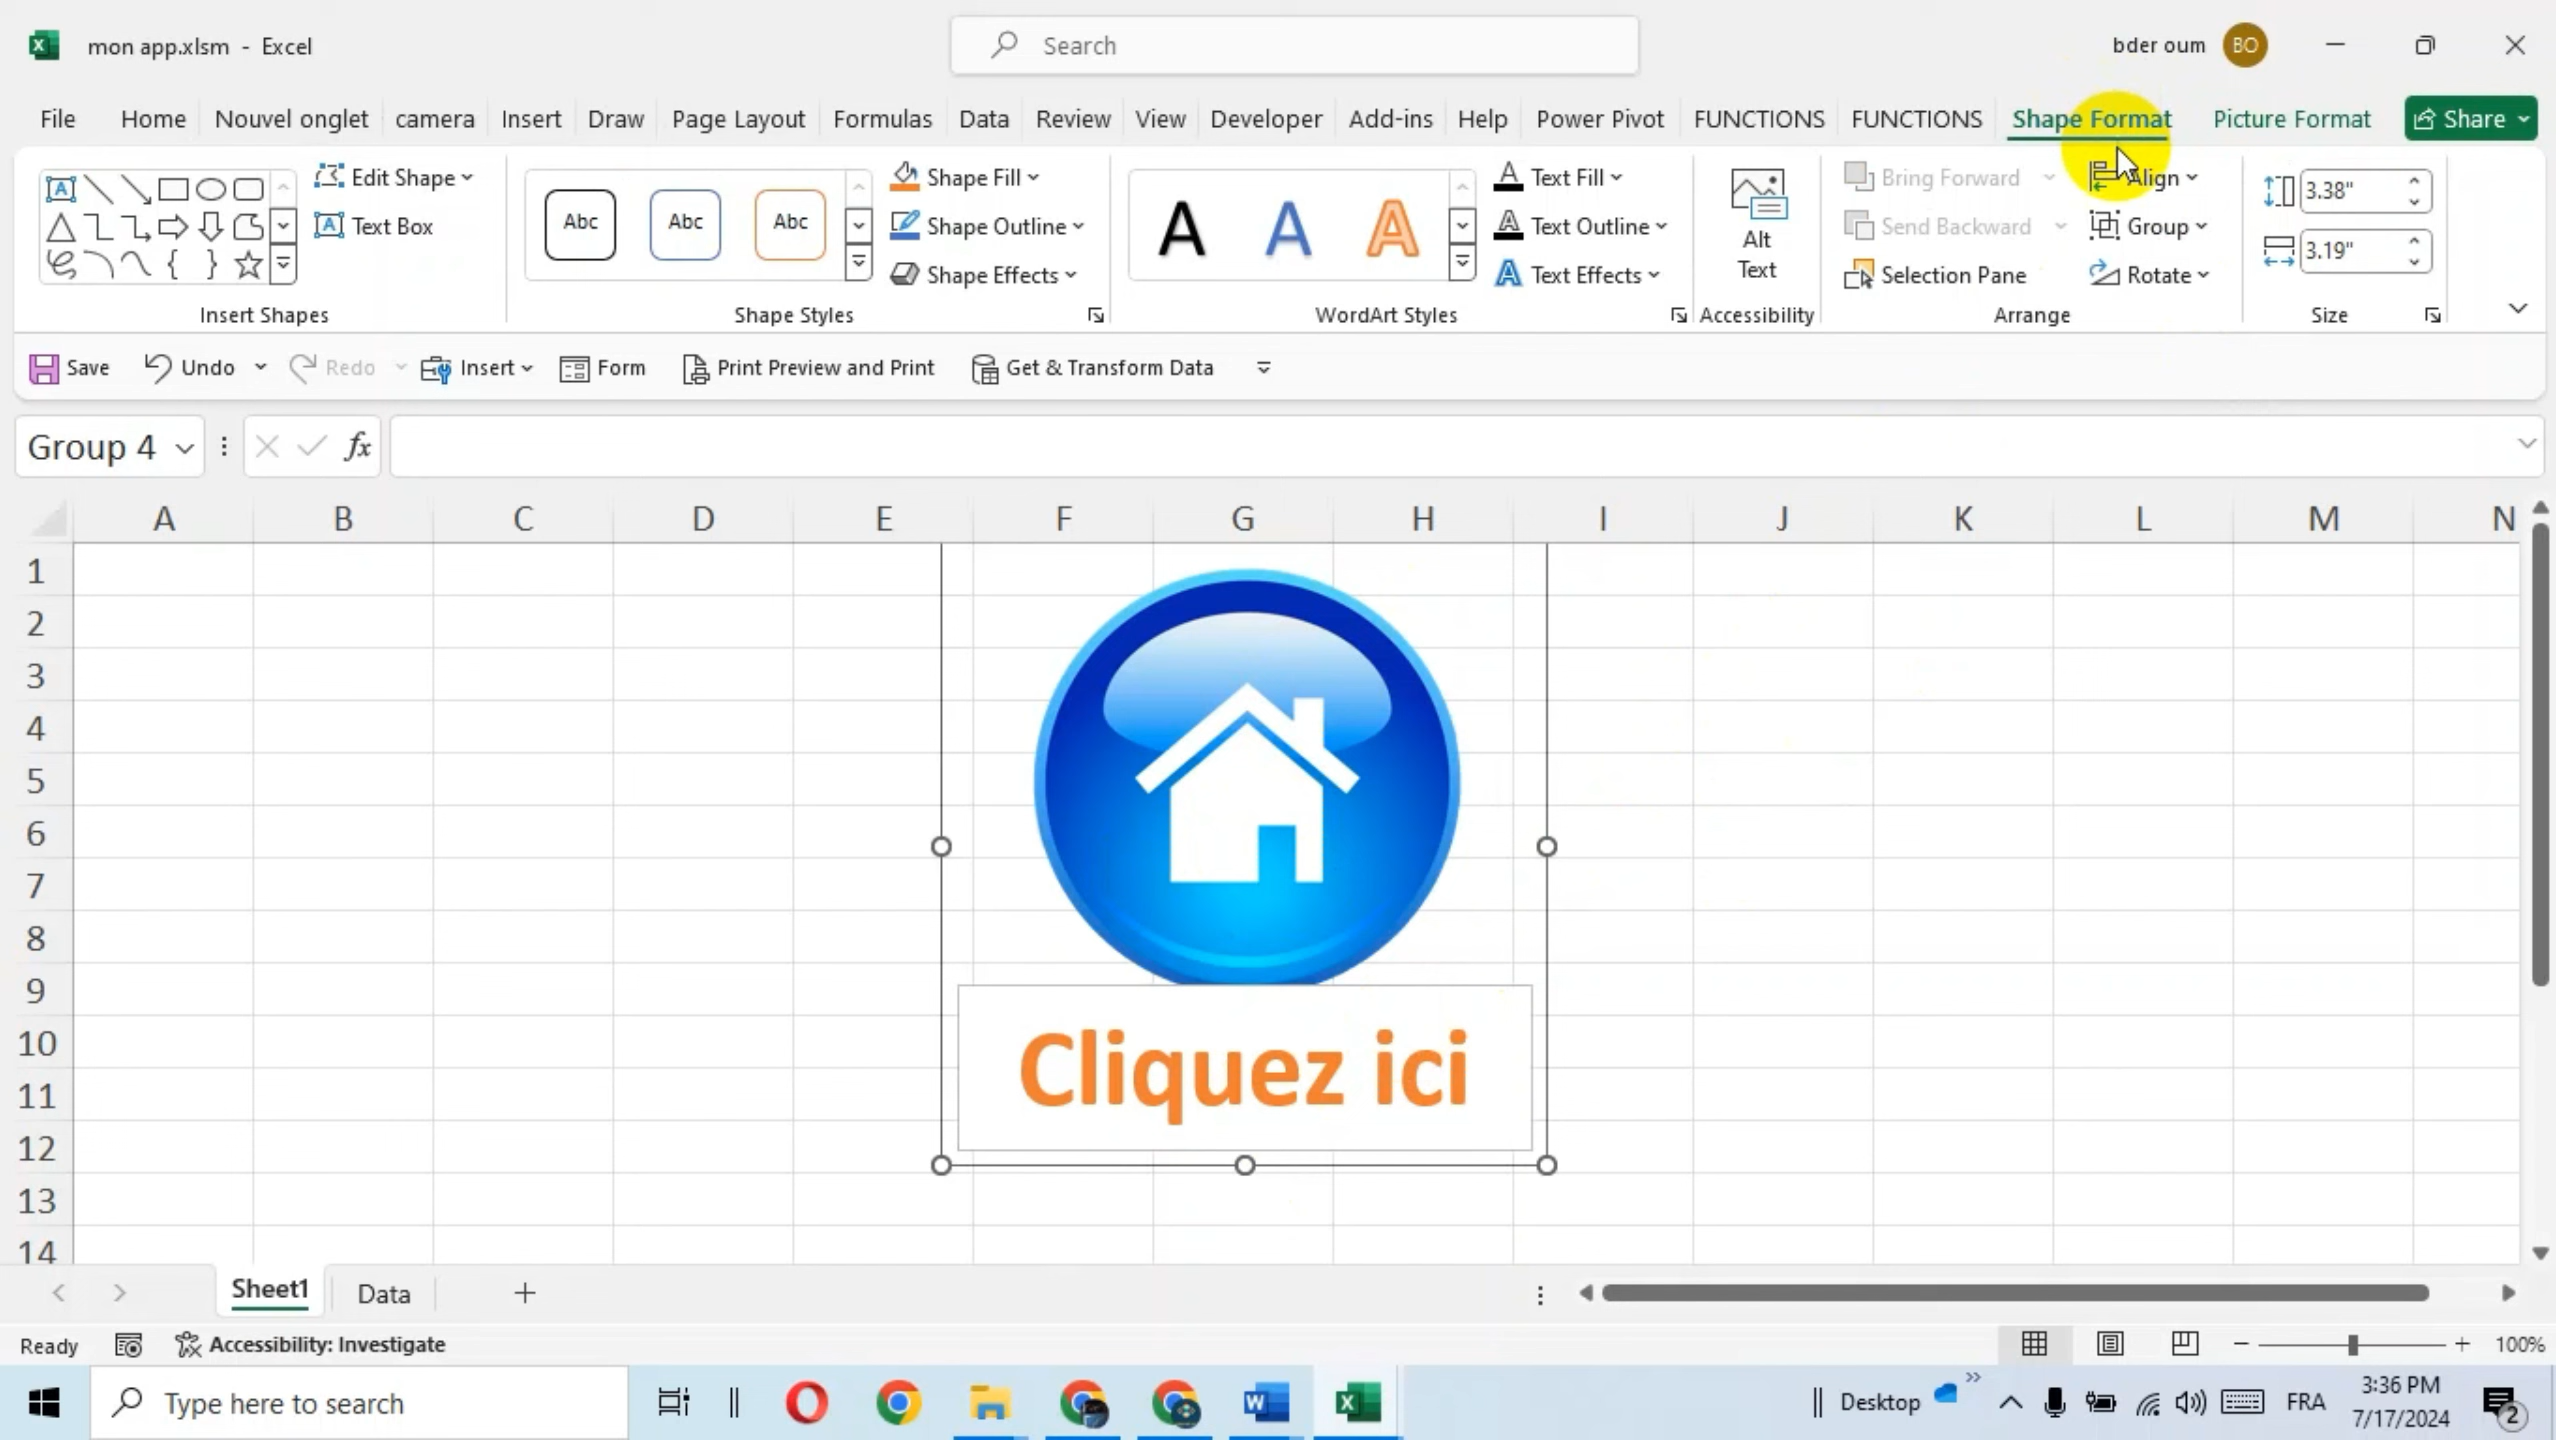 mon app.xlsm - Excel
Search
bder oum BO
File Home Nouvel onglet camera Insert Draw Page Layout Formulas Data Review View Developer Add-ins Help Power Pivot FUNCTIONS FUNCTIONS Shape Format Picture Format Share
Edit Shape
Text Box
Insert Shapes
Abc Abc Abc
Shape Fill
Shape Outline
Shape Effects
Shape Styles
A A A
Text Fill
Text Outline
Text Effects
WordArt Styles
Alt
Text
Accessibility
Bring Forward
Send Backward
Selection Pane
Align
Group
Rotate
Arrange
3.38"
3.19"
Size
Save Undo Redo Insert Form Print Preview and Print Get & Transform Data
Group 4 fx
A B C D E F G H I J K L M N
1
2
3
4
5
6
7
8
9
10
11
12
13
14
Cliquez ici
Sheet1 Data
Ready Accessibility: Investigate 100%
Type here to search
Desktop FRA
3:36 PM
7/17/2024
2